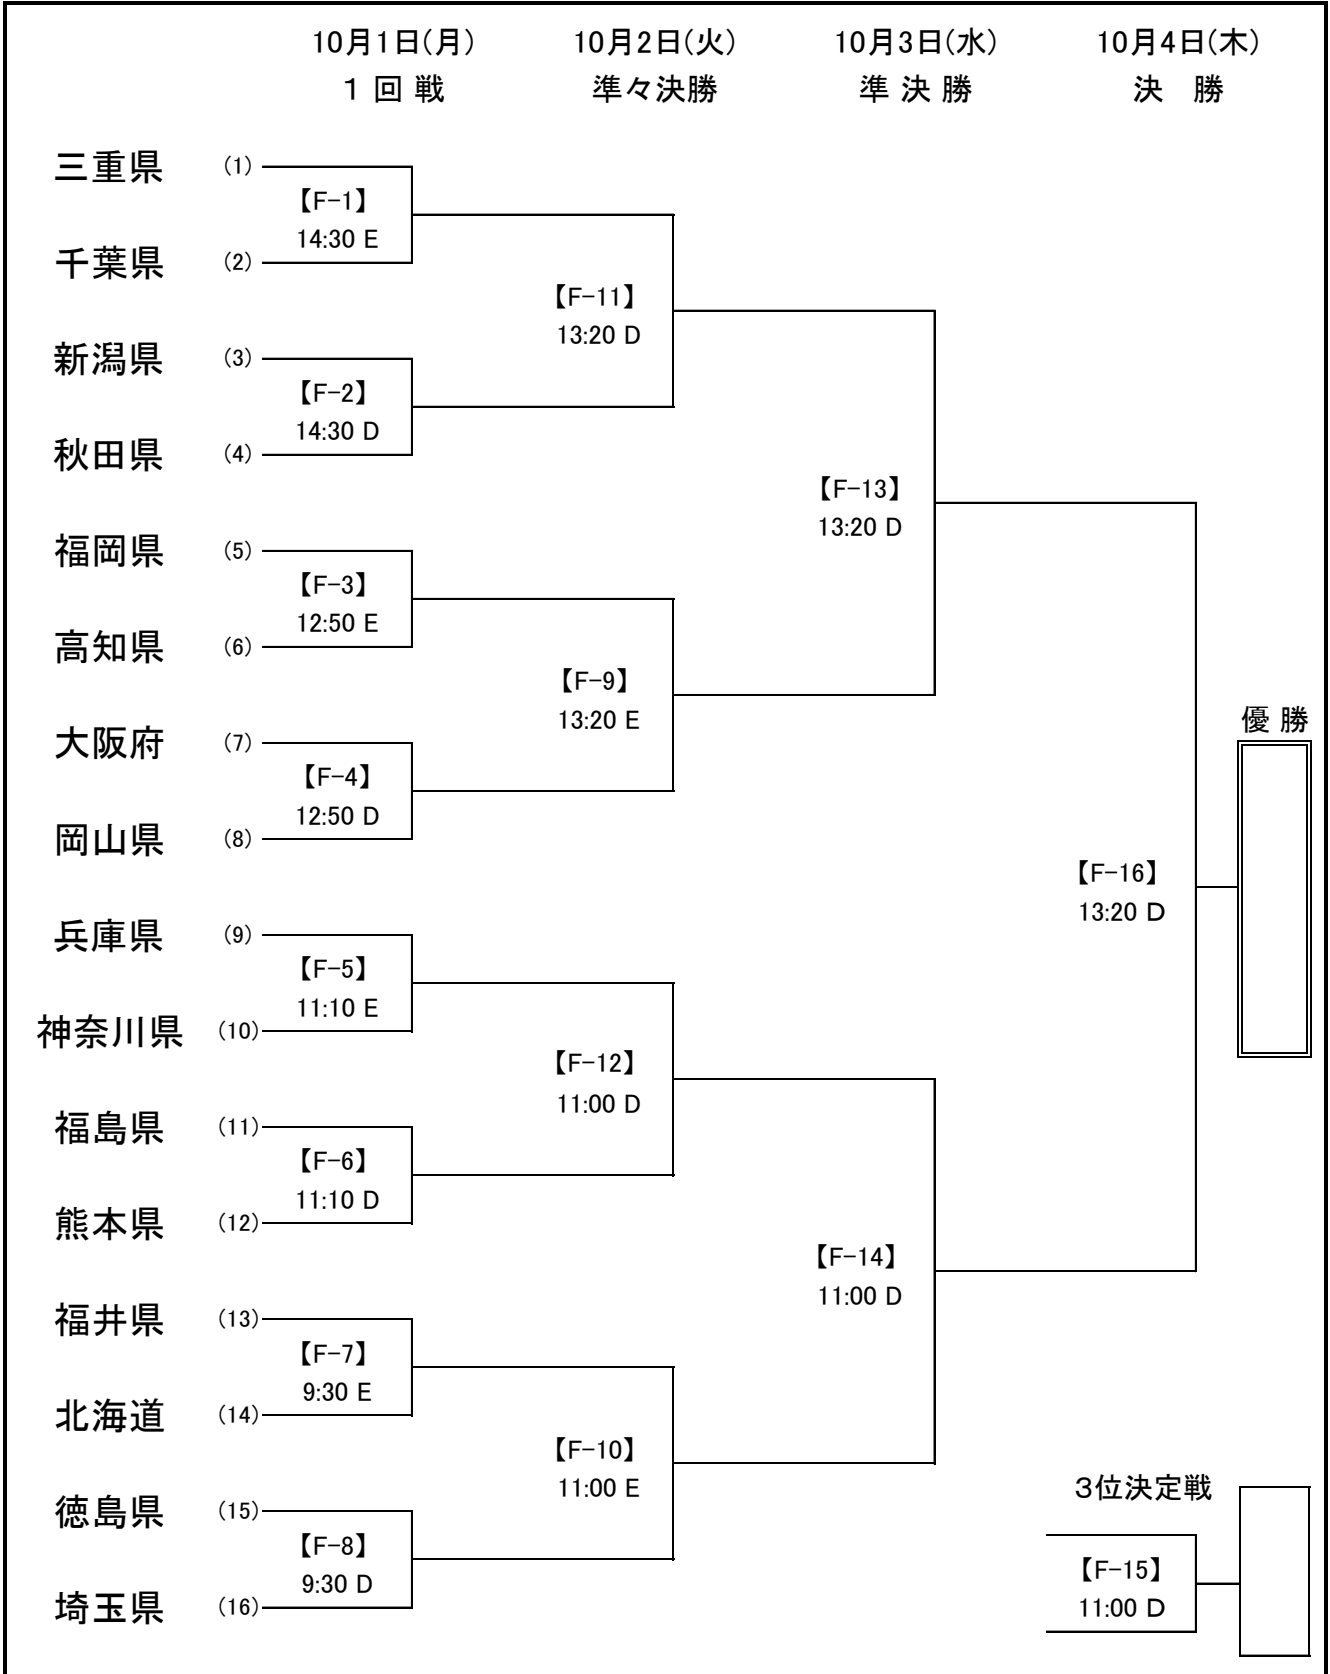 10月1日(月) 10月2日(火) 10月3日(水) 10月4日(木)
１ 回 戦 準々決勝 準 決 勝 決　勝
三重県 (1)
【F-1】
14:30 E
千葉県 (2)
【F-11】
13:20 D
新潟県 (3)
【F-2】
14:30 D
秋田県 (4)
【F-13】
13:20 D
福岡県 (5)
【F-3】
12:50 E
高知県 (6)
【F-9】
13:20 E
優 勝
大阪府 (7)
【F-4】
12:50 D
岡山県 (8)
【F-16】
13:20 D
兵庫県 (9)
【F-5】
11:10 E
神奈川県 (10)
【F-12】
11:00 D
福島県 (11)
【F-6】
11:10 D
熊本県 (12)
【F-14】
11:00 D
福井県 (13)
【F-7】
9:30 E
北海道 (14)
【F-10】
11:00 E
３位決定戦
徳島県 (15)
【F-8】
9:30 D
【F-15】
11:00 D
埼玉県 (16)